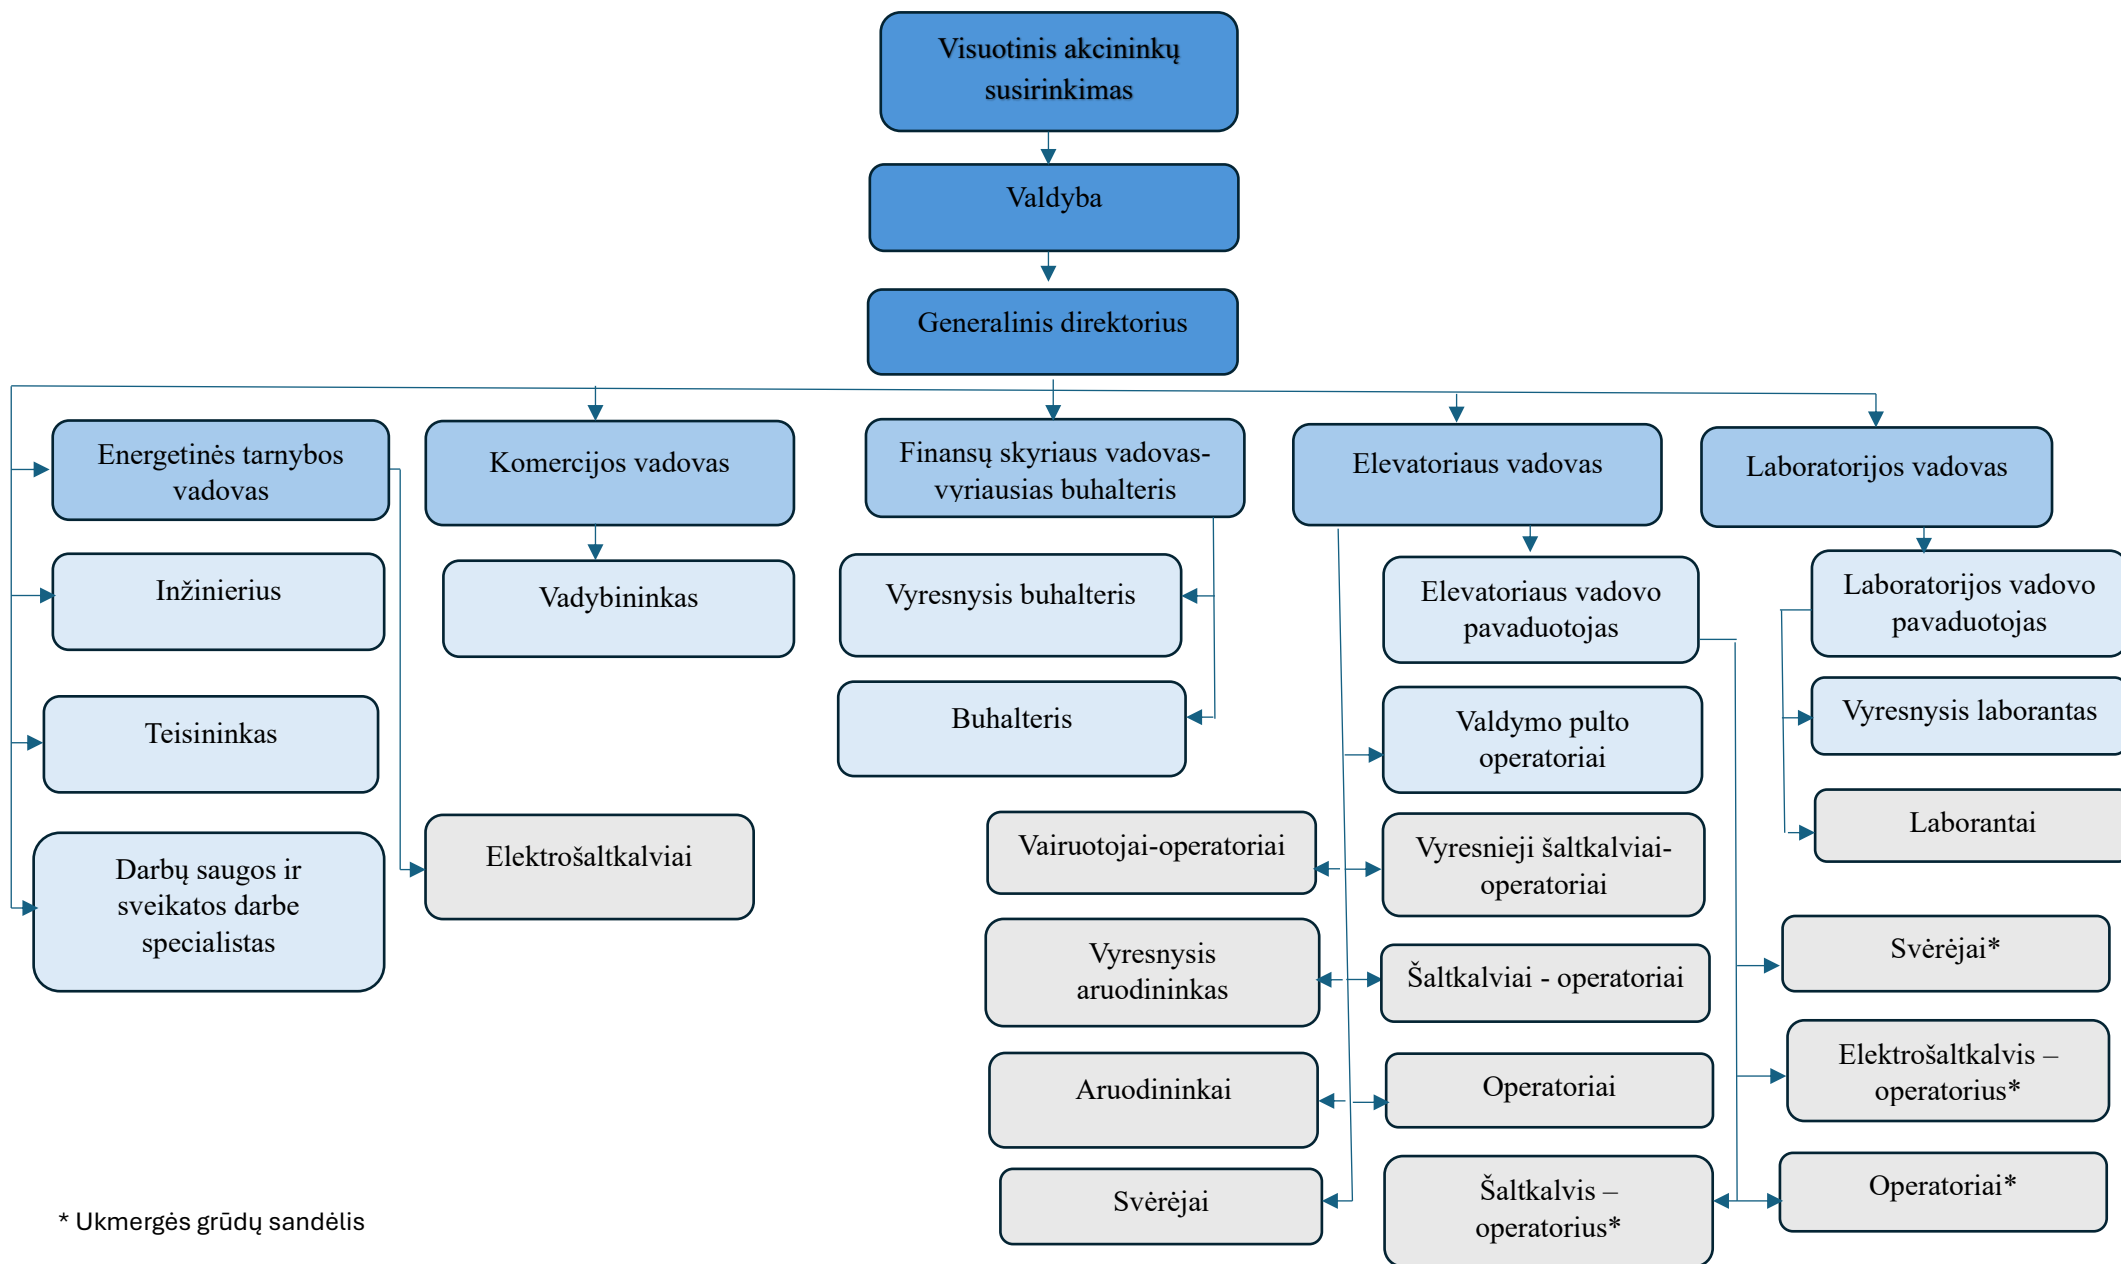 Visuotinis akcininkų
susirinkimas
Valdyba
Generalinis direktorius
Energetinės tarnybos
vadovas
Komercijos vadovas
Finansų skyriaus vadovas-
vyriausias buhalteris
Elevatoriaus vadovas
Laboratorijos vadovas
Inžinierius
Vadybininkas
Vyresnysis buhalteris
Elevatoriaus vadovo
pavaduotojas
Laboratorijos vadovo
pavaduotojas
Teisininkas
Buhalteris
Valdymo pulto
operatoriai
Vyresnysis laborantas
Darbų saugos ir
sveikatos darbe
specialistas
Elektrošaltkalviai
Vairuotojai-operatoriai
Vyresnieji šaltkalviai-
operatoriai
Laborantai
Vyresnysis
aruodininkas
Šaltkalviai - operatoriai
Svėrėjai*
Aruodininkai
Operatoriai
Elektrošaltkalvis –
operatorius*
Svėrėjai
Šaltkalvis –
operatorius*
Operatoriai*
* Ukmergės grūdų sandėlis